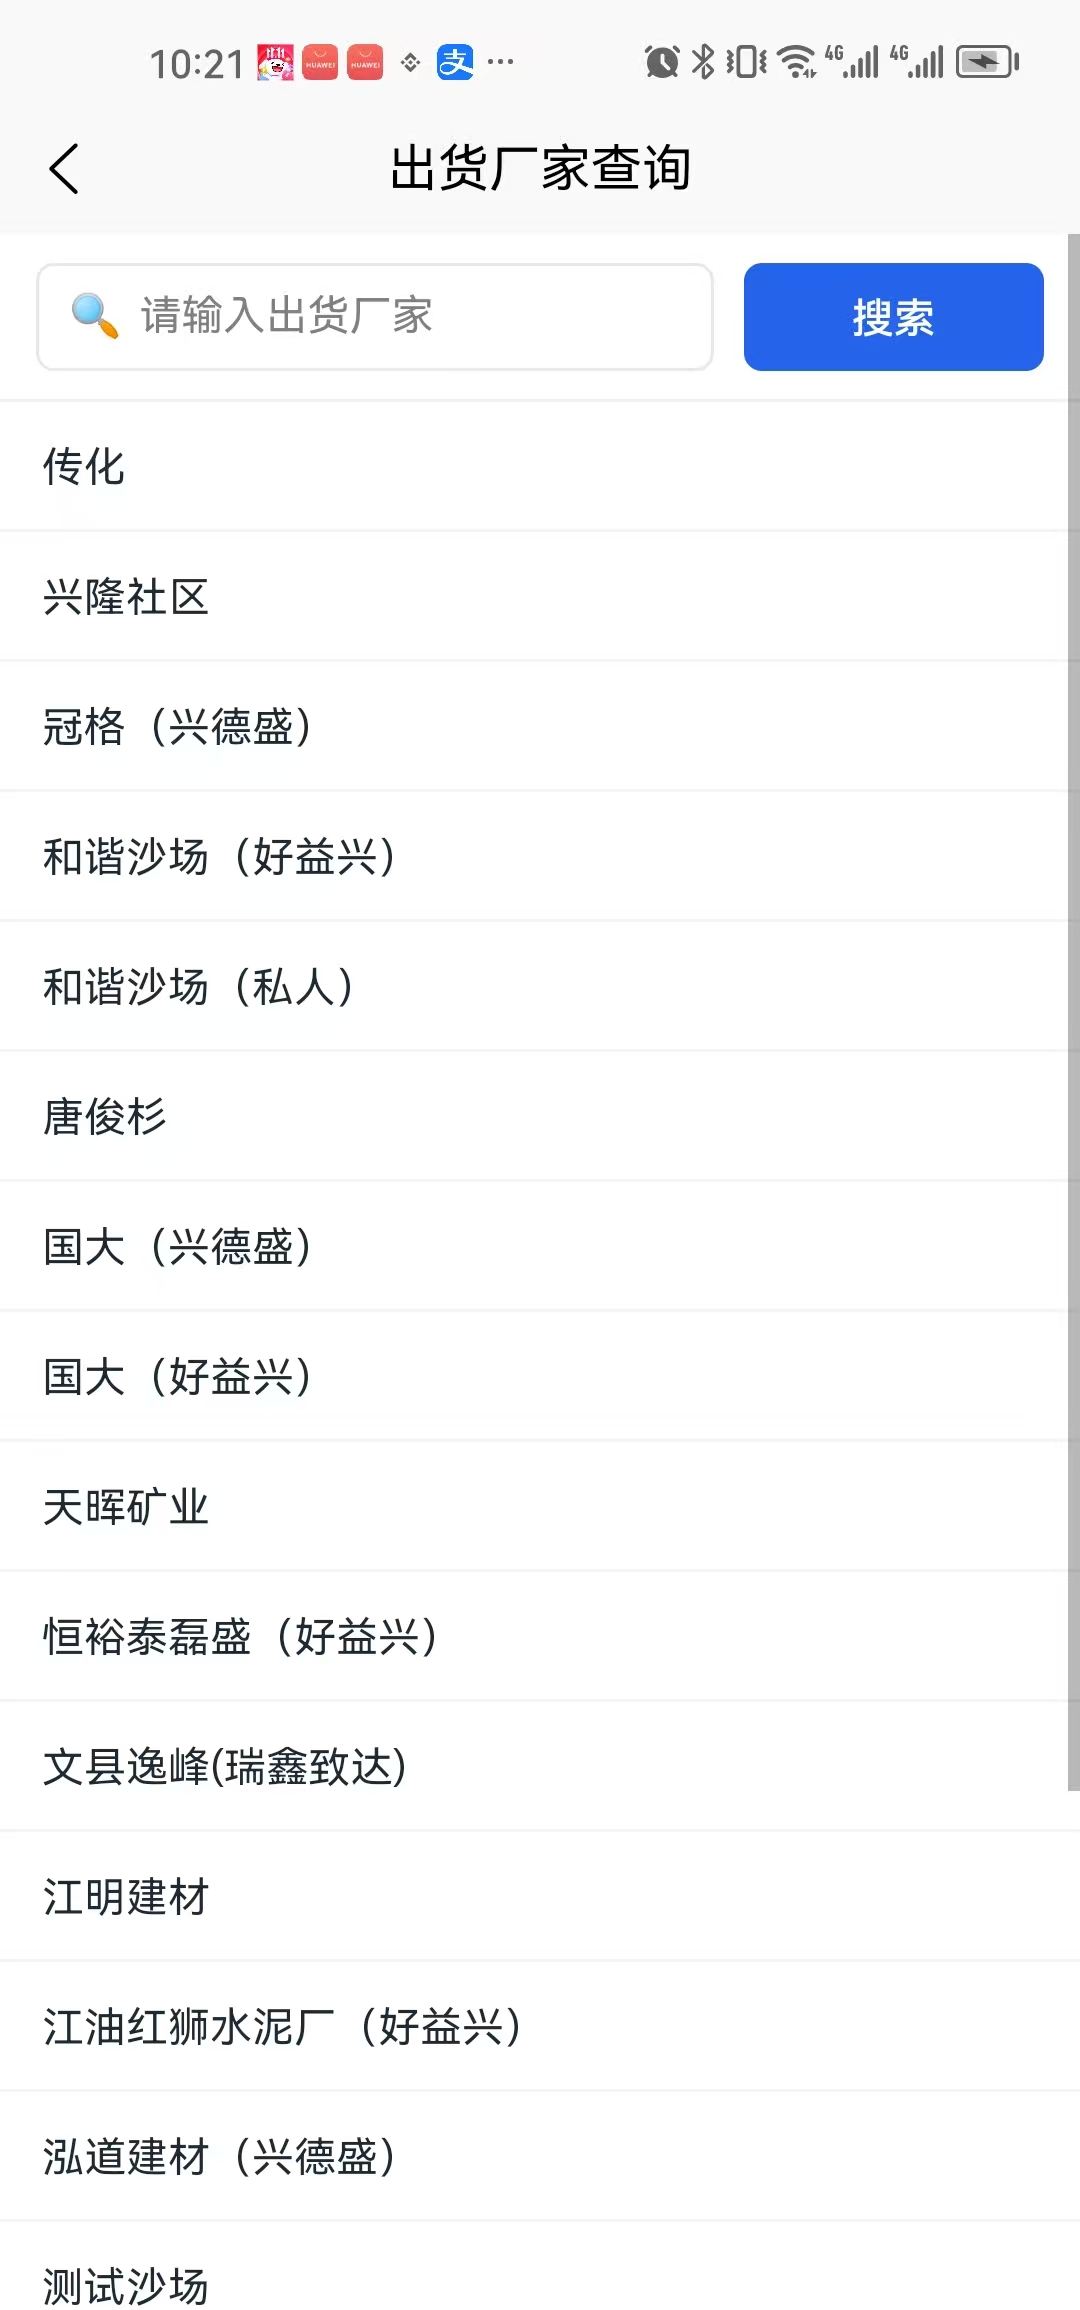 10:21
HUAWEI HUAWEI 支 ···
4G 4G
出货厂家查询
请输入出货厂家
搜索
传化
兴隆社区
冠格（兴德盛）
和谐沙场（好益兴）
和谐沙场（私人）
唐俊杉
国大（兴德盛）
国大（好益兴）
天晖矿业
恒裕泰磊盛（好益兴）
文县逸峰(瑞鑫致达)
江明建材
江油红狮水泥厂（好益兴）
泓道建材（兴德盛）
测试沙场